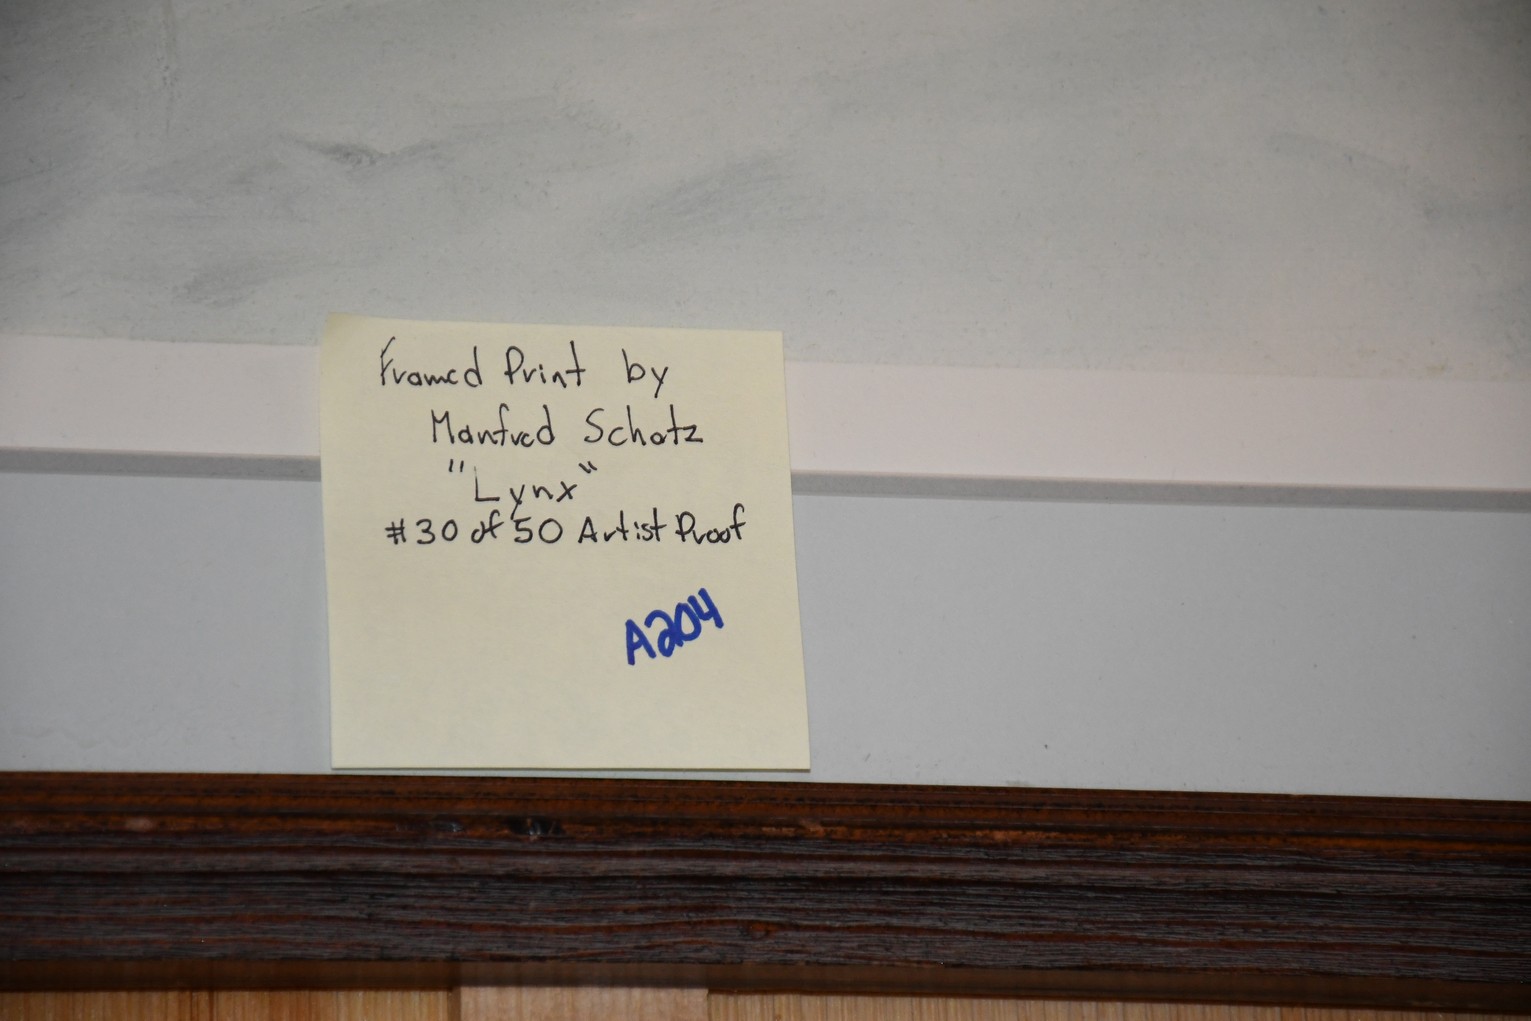 Framed Print by
Manfred Schatz
"Lynx"
#30 of 50 Artist Proof
A204